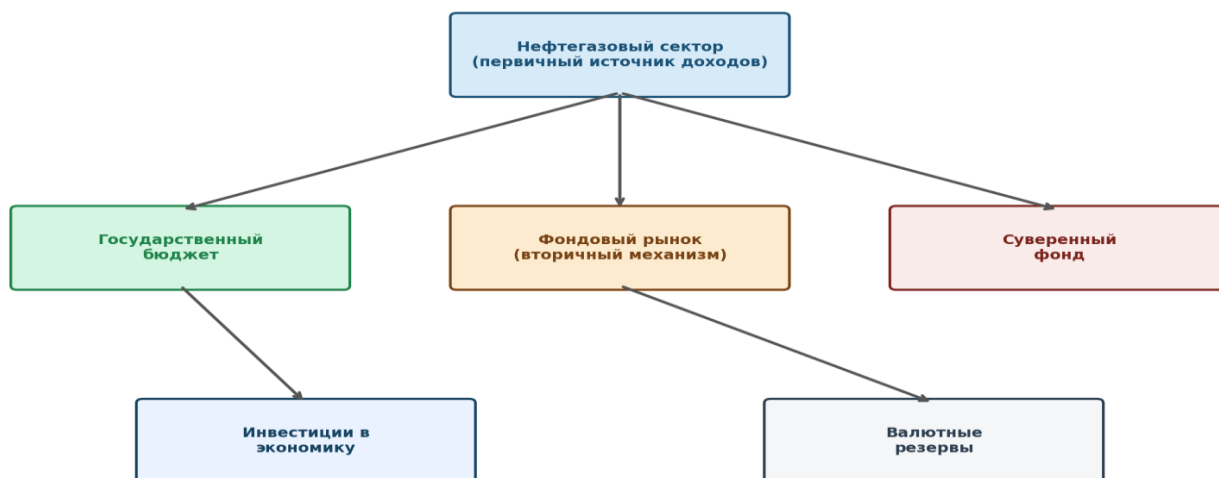 Нефтегазовый сектор
(первичный источник доходов)
Государственный
бюджет
Фондовый рынок
(вторичный механизм)
Суверенный
фонд
Инвестиции в
экономику
Валютные
резервы